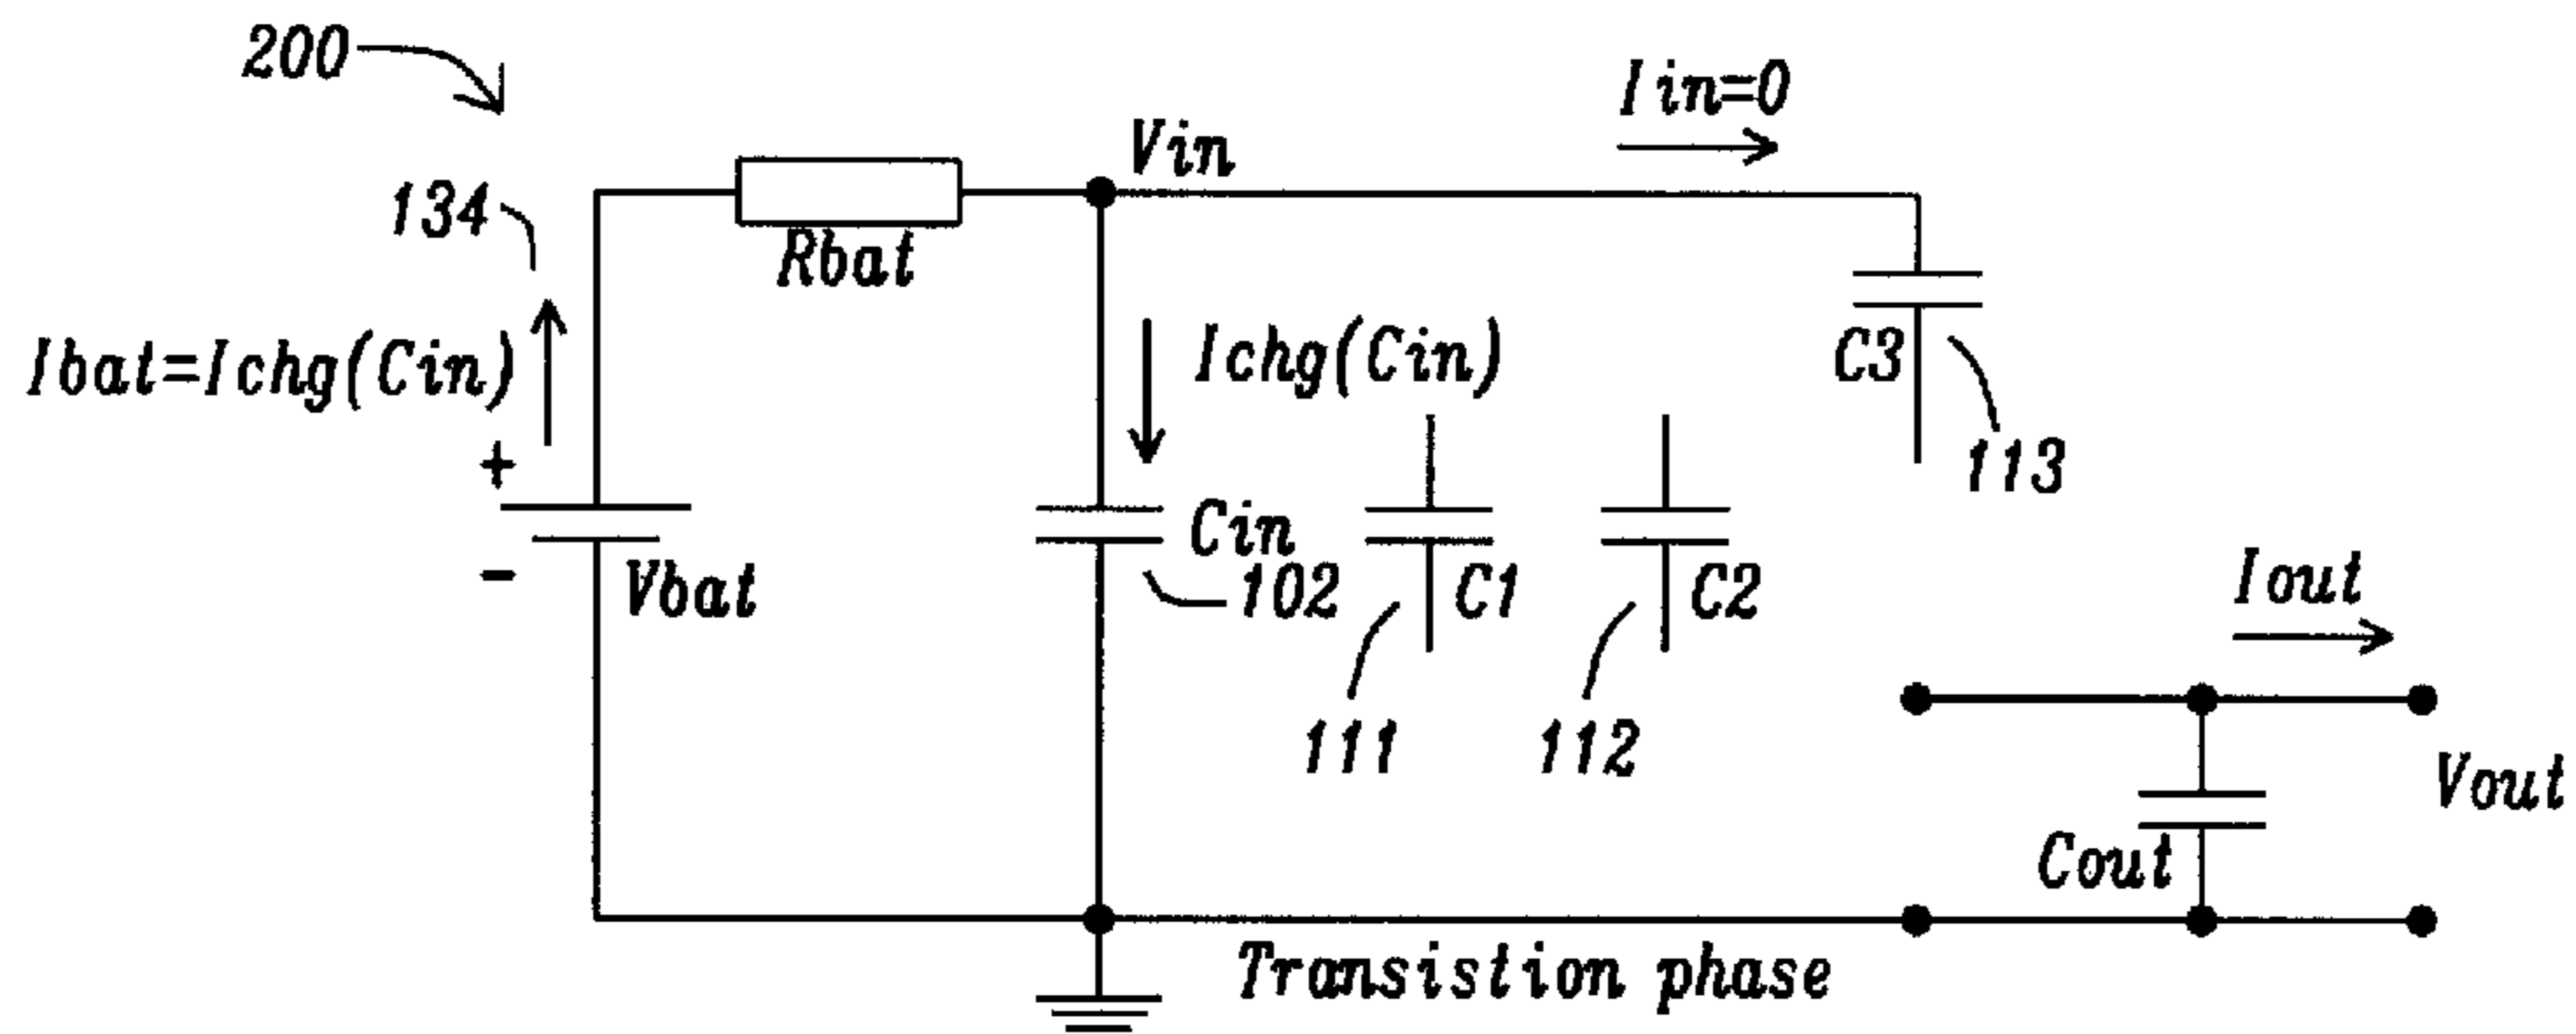 200
Iin=0
Vin
134
Rbat
Ibat=Ichg(Cin)
Ichg(Cin)
C3
113
+
-
Vbat
Cin
102
C1
C2
111
112
Iout
Vout
Cout
Transistion phase